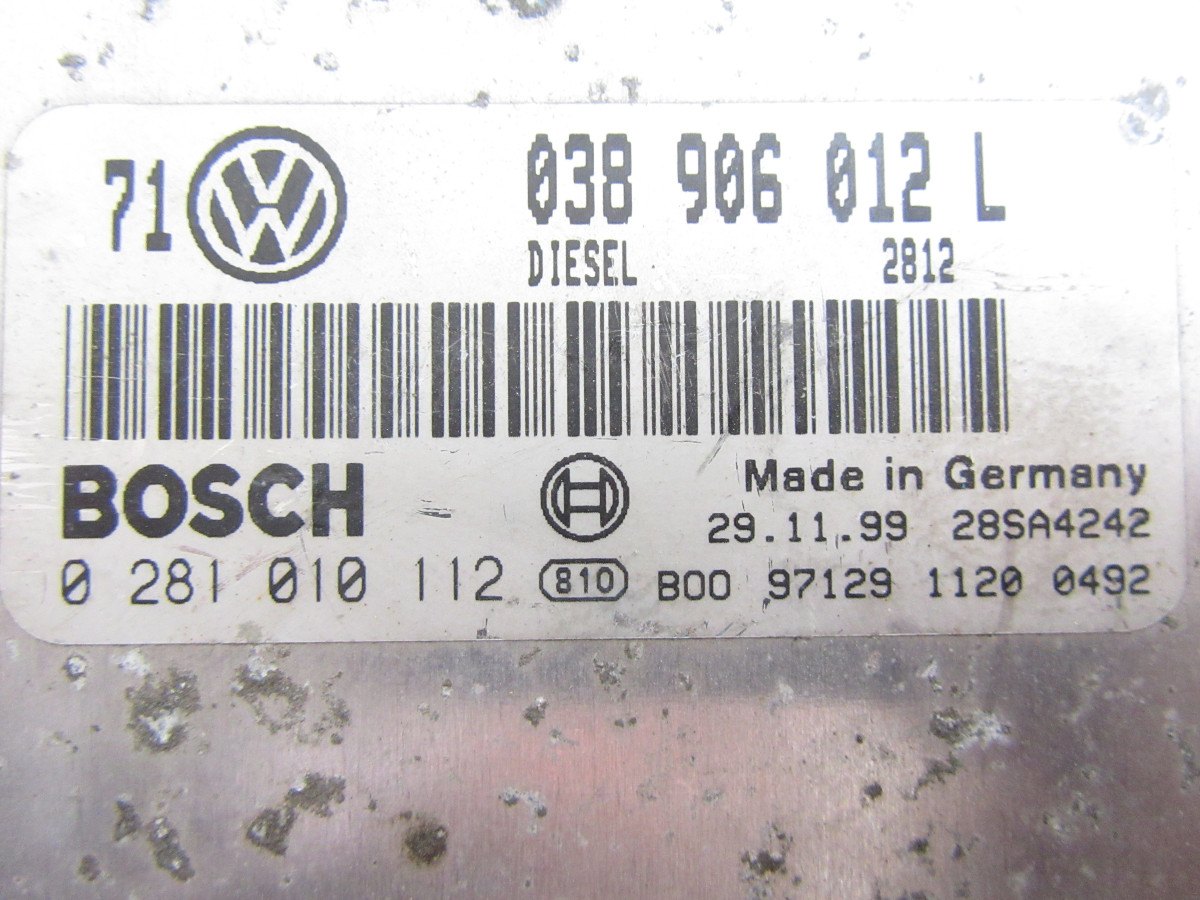 71 038 906 012 L
DIESEL 2812
BOSCH Made in Germany
29.11.99 28SA4242
0 281 010 112 810 B00 97129 1120 0492